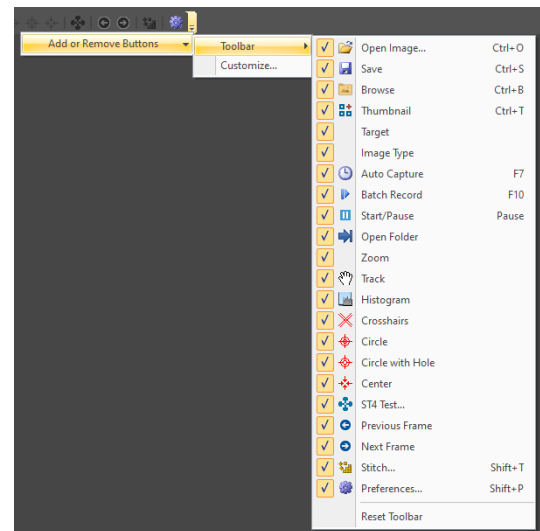 Add or Remove Buttons
Toolbar
Customize...
Open Image... Ctrl+O
Save Ctrl+S
Browse Ctrl+B
Thumbnail Ctrl+T
Target
Image Type
Auto Capture F7
Batch Record F10
Start/Pause Pause
Open Folder
Zoom
Track
Histogram
Crosshairs
Circle
Circle with Hole
Center
ST4 Test...
Previous Frame
Next Frame
Stitch... Shift+T
Preferences... Shift+P
Reset Toolbar